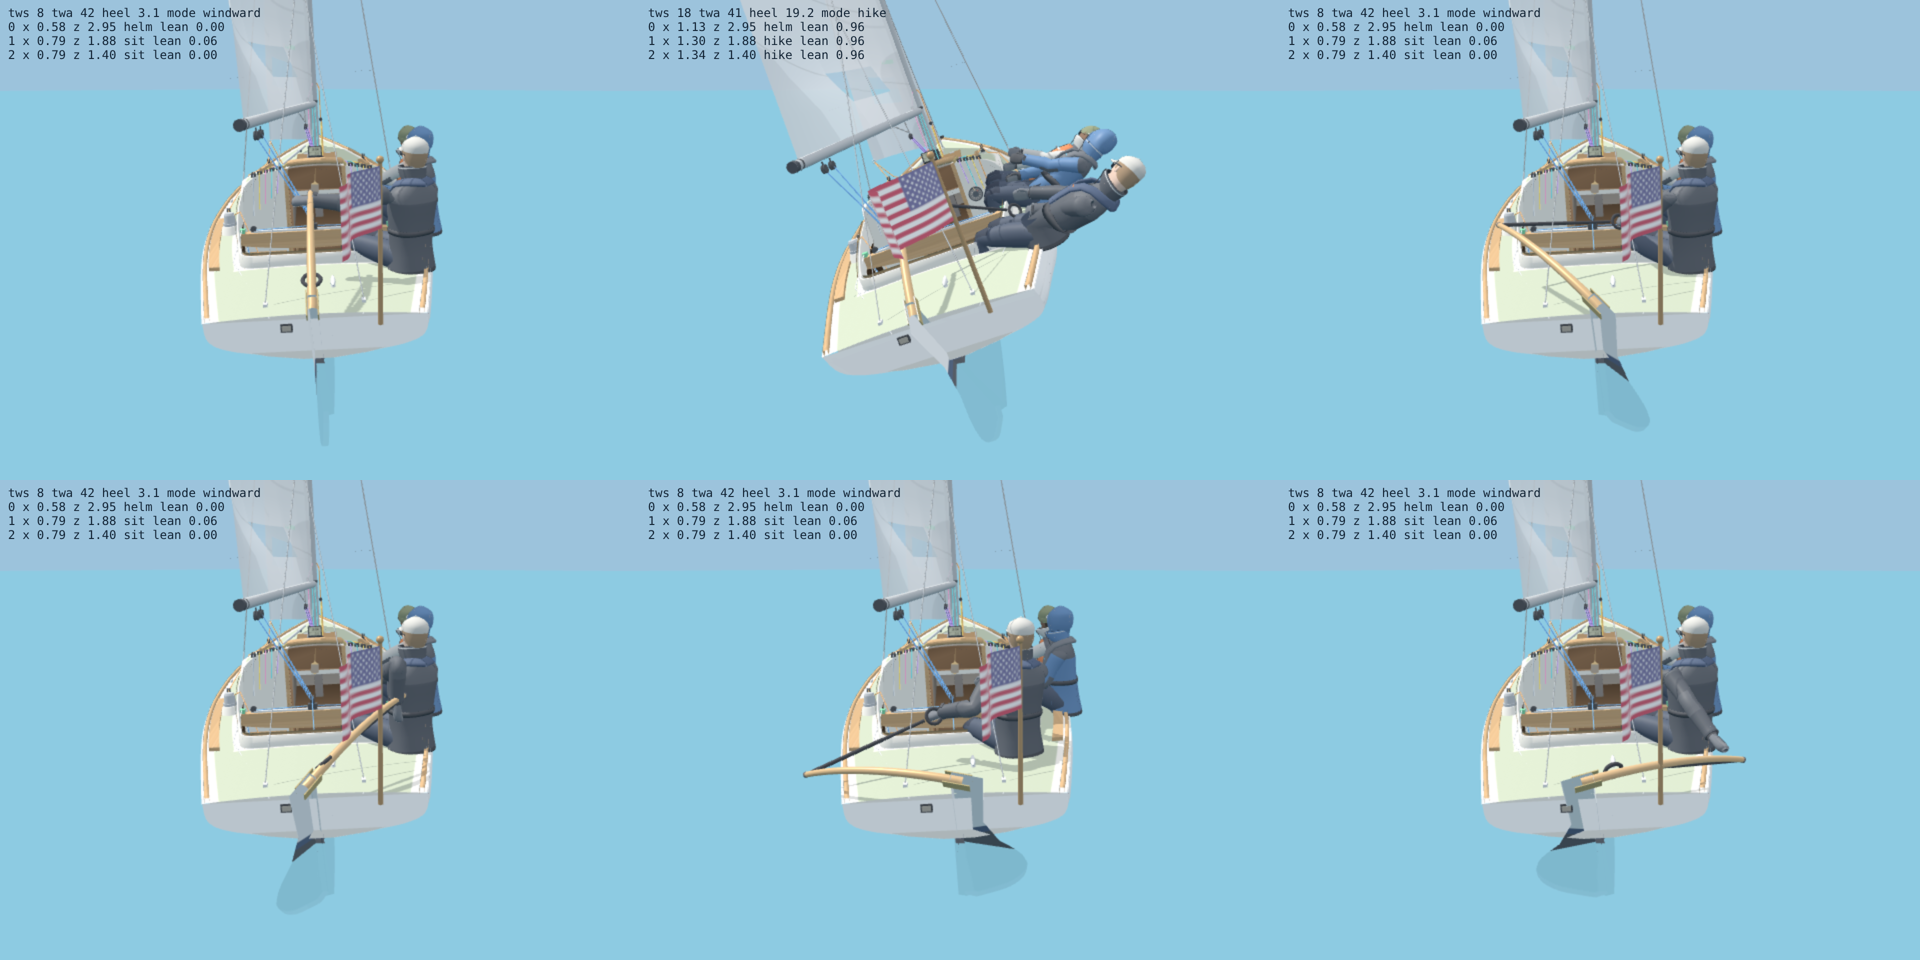 tws 8 twa 42 heel 3.1 mode windward
0 x 0.58 z 2.95 helm lean 0.00
1 x 0.79 z 1.88 sit lean 0.06
2 x 0.79 z 1.40 sit lean 0.00
tws 18 twa 41 heel 19.2 mode hike
0 x 1.13 z 2.95 helm lean 0.96
1 x 1.30 z 1.88 hike lean 0.96
2 x 1.34 z 1.40 hike lean 0.96
tws 8 twa 42 heel 3.1 mode windward
0 x 0.58 z 2.95 helm lean 0.00
1 x 0.79 z 1.88 sit lean 0.06
2 x 0.79 z 1.40 sit lean 0.00
tws 8 twa 42 heel 3.1 mode windward
0 x 0.58 z 2.95 helm lean 0.00
1 x 0.79 z 1.88 sit lean 0.06
2 x 0.79 z 1.40 sit lean 0.00
tws 8 twa 42 heel 3.1 mode windward
0 x 0.58 z 2.95 helm lean 0.00
1 x 0.79 z 1.88 sit lean 0.06
2 x 0.79 z 1.40 sit lean 0.00
tws 8 twa 42 heel 3.1 mode windward
0 x 0.58 z 2.95 helm lean 0.00
1 x 0.79 z 1.88 sit lean 0.06
2 x 0.79 z 1.40 sit lean 0.00